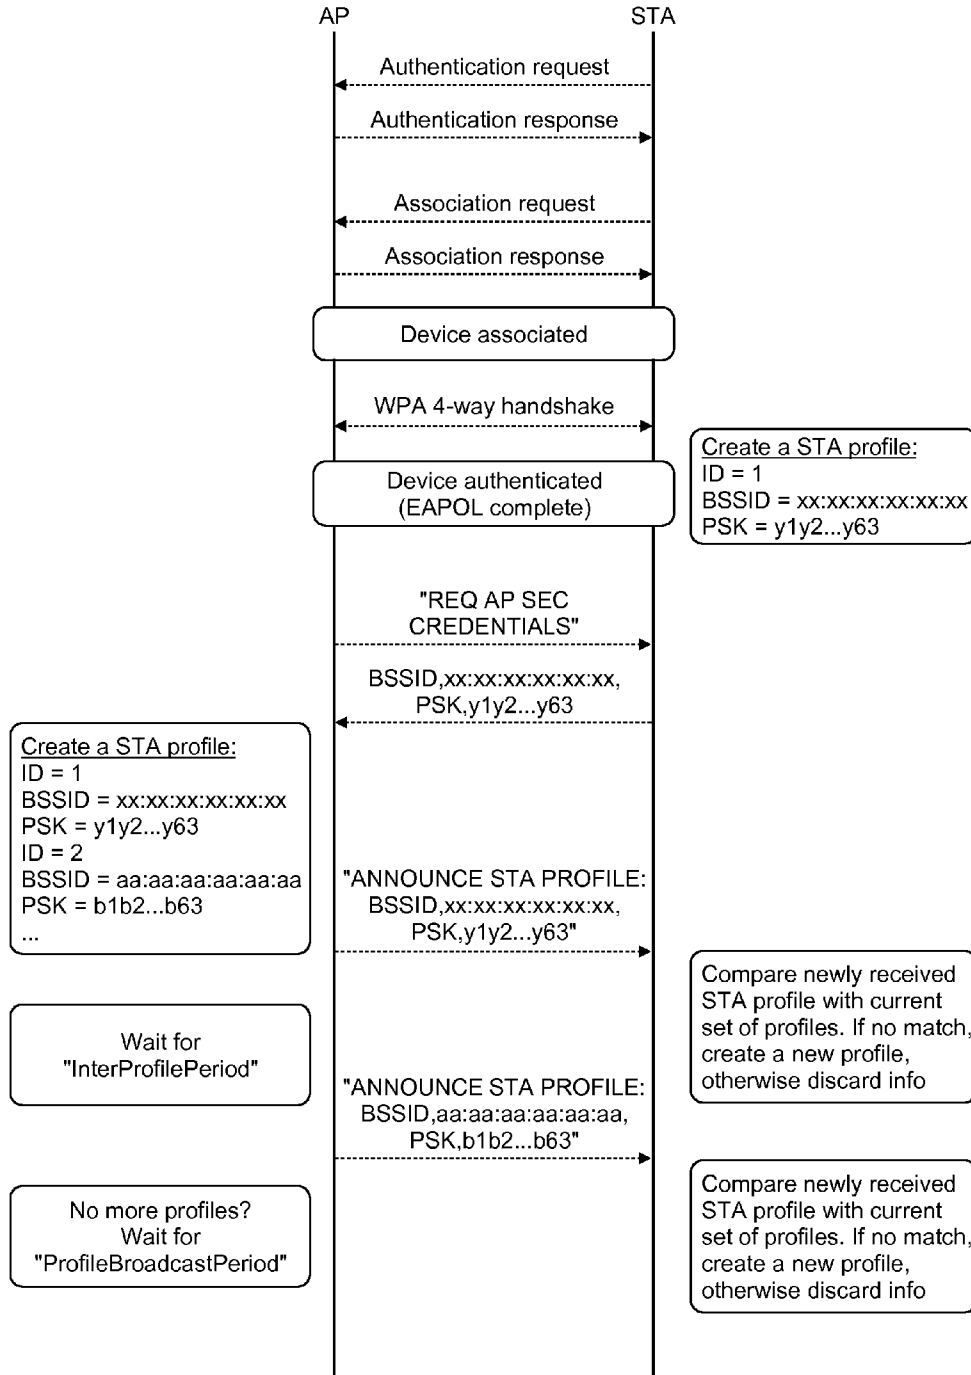 AP
STA
Authentication request
Authentication response
Association request
Association response
Device associated
WPA 4-way handshake
Device authenticated
(EAPOL complete)
Create a STA profile:
ID = 1
BSSID = xx:xx:xx:xx:xx:xx
PSK = y1y2...y63
"REQ AP SEC
CREDENTIALS"
BSSID,xx:xx:xx:xx:xx:xx,
PSK,y1y2...y63
Create a STA profile:
ID = 1
BSSID = xx:xx:xx:xx:xx:xx
PSK = y1y2...y63
ID = 2
BSSID = aa:aa:aa:aa:aa:aa
PSK = b1b2...b63
...
"ANNOUNCE STA PROFILE:
BSSID,xx:xx:xx:xx:xx:xx,
PSK,y1y2...y63"
Compare newly received
STA profile with current
set of profiles. If no match,
create a new profile,
otherwise discard info
Wait for
"InterProfilePeriod"
"ANNOUNCE STA PROFILE:
BSSID,aa:aa:aa:aa:aa:aa,
PSK,b1b2...b63"
Compare newly received
STA profile with current
set of profiles. If no match,
create a new profile,
otherwise discard info
No more profiles?
Wait for
"ProfileBroadcastPeriod"